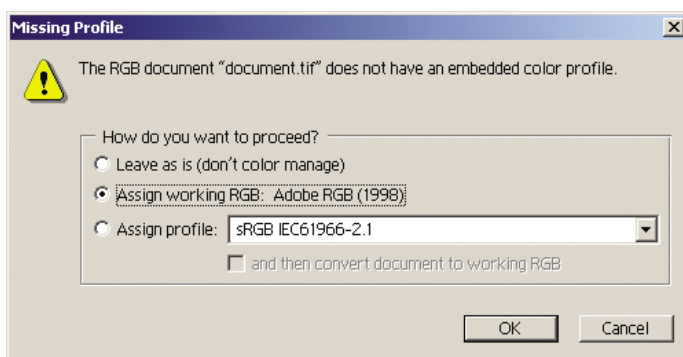 Missing Profile
The RGB document “document.tif” does not have an embedded color profile.
How do you want to proceed?
Leave as is (don't color manage)
Assign working RGB: Adobe RGB (1998)
Assign profile: sRGB IEC61966-2.1
and then convert document to working RGB
OK Cancel